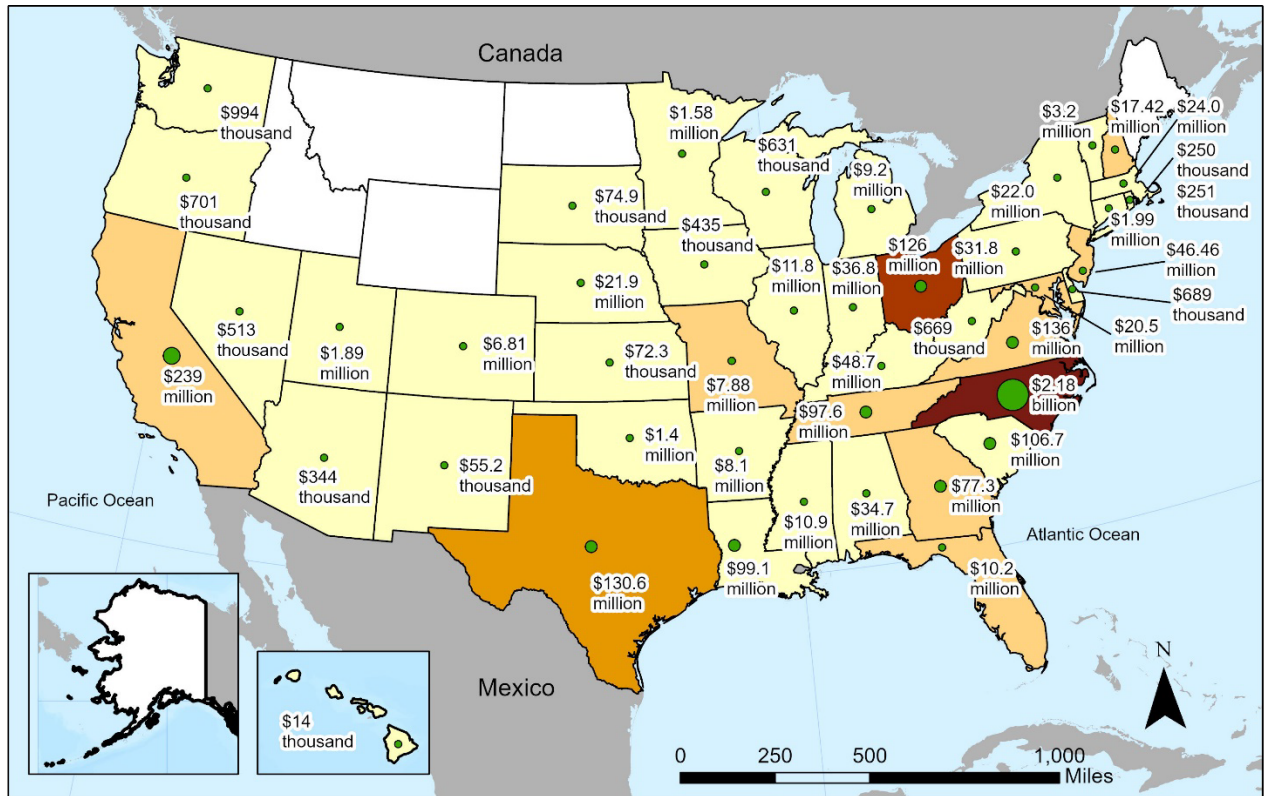 Canada
$994
thousand
$1.58
million
$3.2
million
$17.42
million
$24.0
million
$631
thousand
$250
thousand
$9.2
million
$701
thousand
$74.9
thousand
$435
thousand
$22.0
million
$251
thousand
$1.99
million
$126
million
$31.8
million
$46.46
million
$11.8
million
$36.8
million
$21.9
million
$689
thousand
$513
thousand
$1.89
million
$6.81
million
$669
thousand
$136
million
$20.5
million
$72.3
thousand
$48.7
million
$239
million
$7.88
million
$2.18
billion
$97.6
million
$1.4
million
$106.7
million
$8.1
million
$344
thousand
$55.2
thousand
$77.3
million
Pacific Ocean
$10.9
million
$34.7
million
Atlantic Ocean
$99.1
million
$10.2
million
$130.6
million
N
Mexico
$14
thousand
0 250 500 1,000
Miles